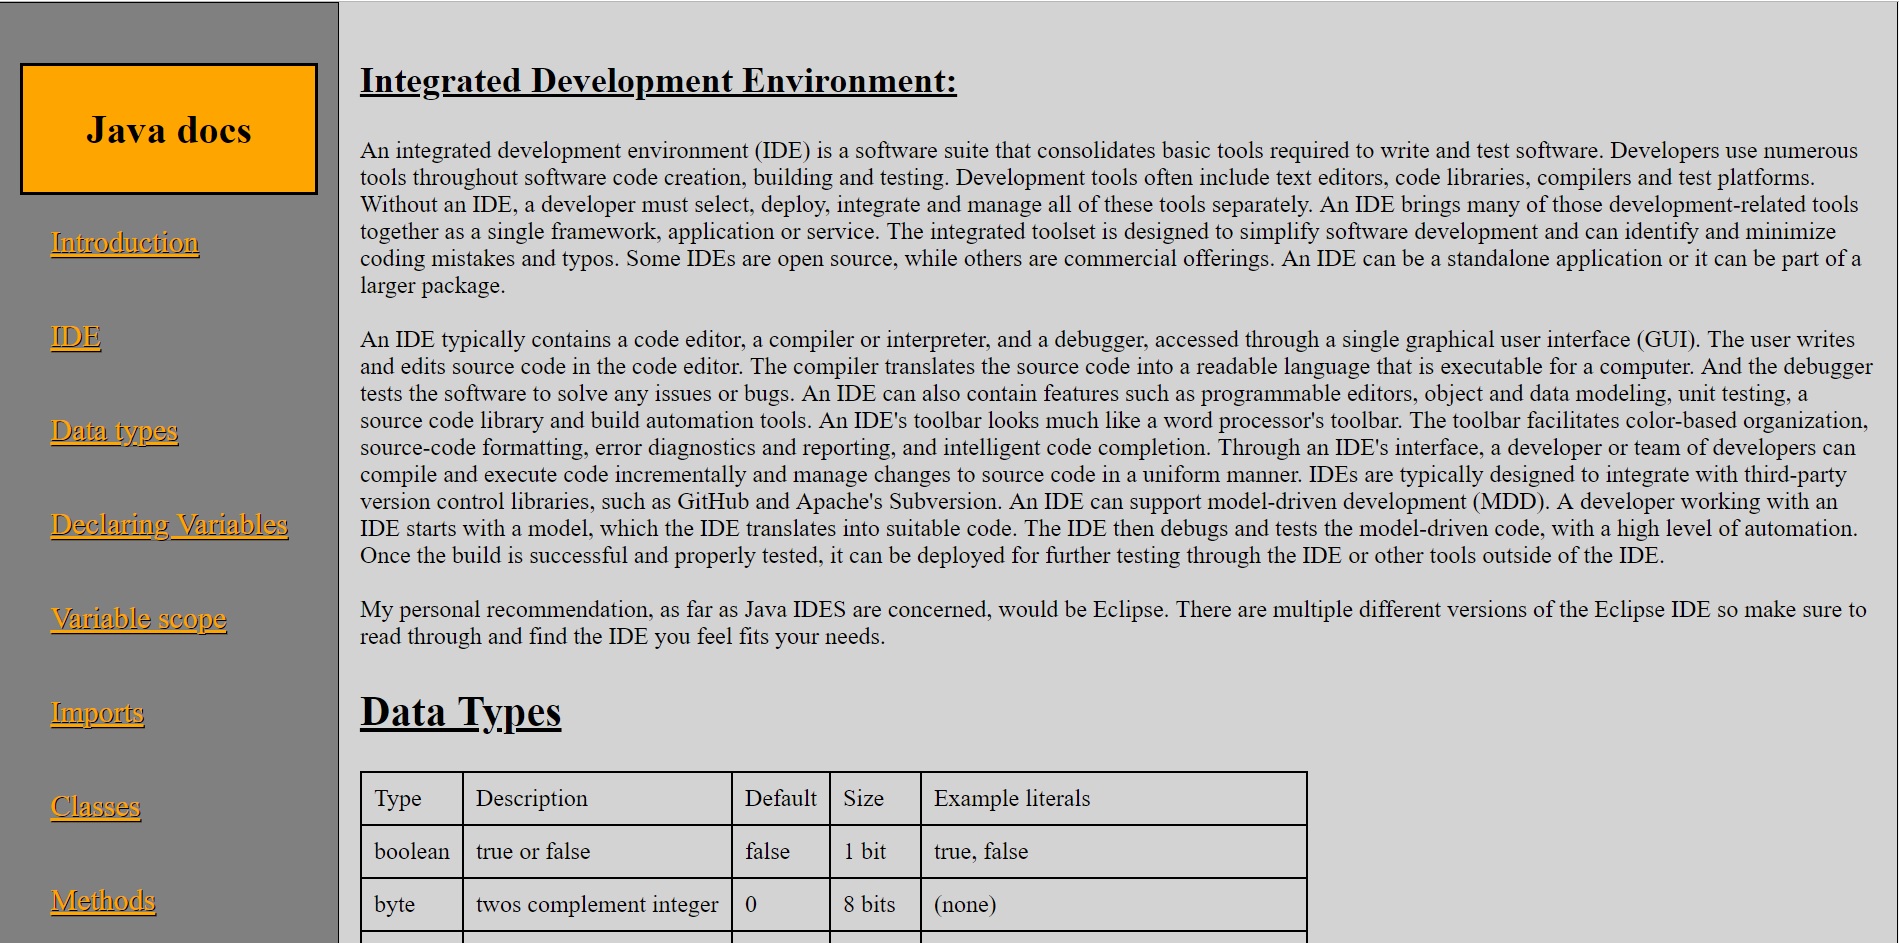 Java docs
Introduction
IDE
Data types
Declaring Variables
Variable scope
Imports
Classes
Methods
Integrated Development Environment:
An integrated development environment (IDE) is a software suite that consolidates basic tools required to write and test software. Developers use numerous
tools throughout software code creation, building and testing. Development tools often include text editors, code libraries, compilers and test platforms.
Without an IDE, a developer must select, deploy, integrate and manage all of these tools separately. An IDE brings many of those development-related tools
together as a single framework, application or service. The integrated toolset is designed to simplify software development and can identify and minimize
coding mistakes and typos. Some IDEs are open source, while others are commercial offerings. An IDE can be a standalone application or it can be part of a
larger package.
An IDE typically contains a code editor, a compiler or interpreter, and a debugger, accessed through a single graphical user interface (GUI). The user writes
and edits source code in the code editor. The compiler translates the source code into a readable language that is executable for a computer. And the debugger
tests the software to solve any issues or bugs. An IDE can also contain features such as programmable editors, object and data modeling, unit testing, a
source code library and build automation tools. An IDE's toolbar looks much like a word processor's toolbar. The toolbar facilitates color-based organization,
source-code formatting, error diagnostics and reporting, and intelligent code completion. Through an IDE's interface, a developer or team of developers can
compile and execute code incrementally and manage changes to source code in a uniform manner. IDEs are typically designed to integrate with third-party
version control libraries, such as GitHub and Apache's Subversion. An IDE can support model-driven development (MDD). A developer working with an
IDE starts with a model, which the IDE translates into suitable code. The IDE then debugs and tests the model-driven code, with a high level of automation.
Once the build is successful and properly tested, it can be deployed for further testing through the IDE or other tools outside of the IDE.
My personal recommendation, as far as Java IDES are concerned, would be Eclipse. There are multiple different versions of the Eclipse IDE so make sure to
read through and find the IDE you feel fits your needs.
Data Types
Type Description Default Size Example literals
boolean true or false false 1 bit true, false
byte twos complement integer 0 8 bits (none)